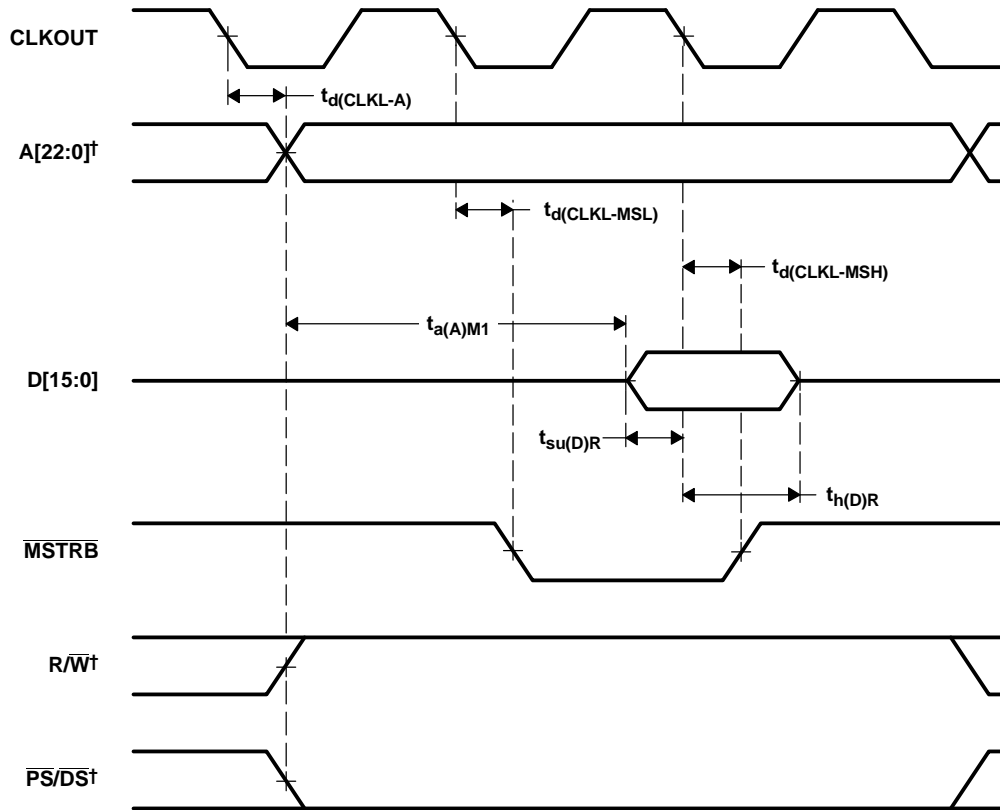 CLKOUT
td(CLKL-A)
A[22:0]†
td(CLKL-MSL)
td(CLKL-MSH)
ta(A)M1
D[15:0]
tsu(D)R
th(D)R
MSTRB
R/W†
PS/DS†